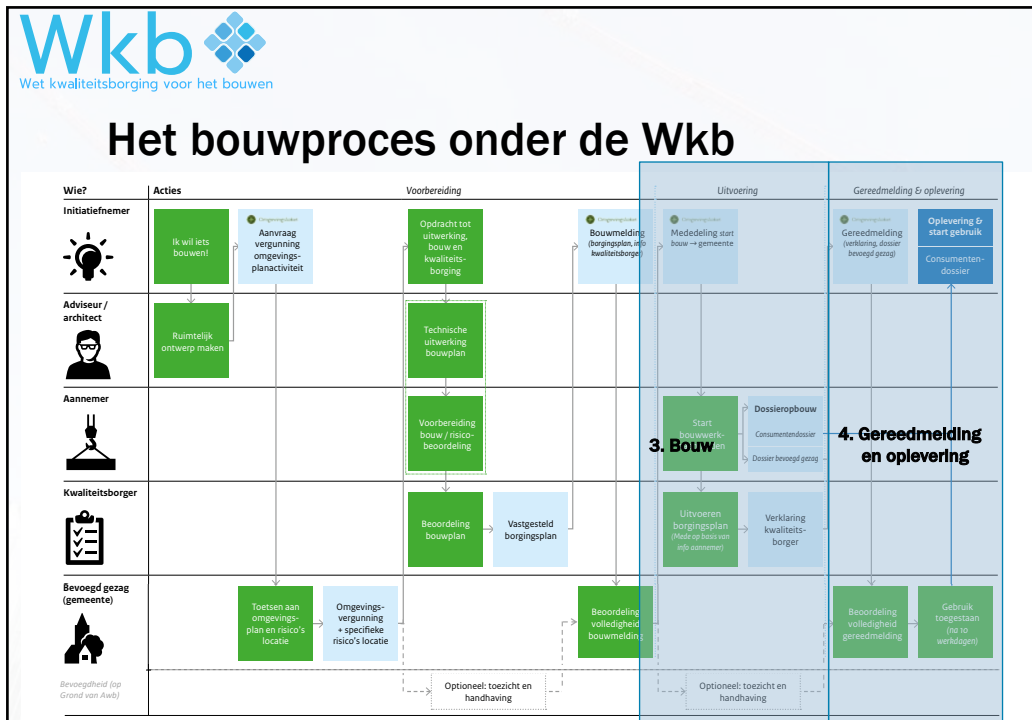 Wkb
Wet kwaliteitsborging voor het bouwen
Het bouwproces onder de Wkb
Wie?
Acties
Voorbereiding
Uitvoering
Gereedmelding & oplevering
Initiatiefnemer
Ik wil iets
bouwen!
Omgevingsloket
Aanvraag
vergunning
omgevings-
planactiviteit
Opdracht tot
uitwerking,
bouw en
kwaliteits-
borging
Omgevingsloket
Bouwmelding
(borgingsplan, info
kwaliteitsborger)
Omgevingsloket
Mededeling start
bouw → gemeente
Omgevingsloket
Gereedmelding
(verklaring, dossier
bevoegd gezag)
Oplevering &
start gebruik
Consumenten-
dossier
Adviseur /
architect
Ruimtelijk
ontwerp maken
Technische
uitwerking
bouwplan
Aannemer
Voorbereiding
bouw / risico-
beoordeling
Start
3. Bouw
Dossieropbouw
Consumentendossier
Dossier bevoegd gezag
4. Gereedmelding
en oplevering
Kwaliteitsborger
Beoordeling
bouwplan
Vastgesteld
borgingsplan
Uitvoeren
borgingsplan
(Mede op basis van
info aannemer)
Verklaring
kwaliteits-
borger
Bevoegd gezag
(gemeente)
Toetsen aan
omgevings-
plan en risico's
locatie
Omgevings-
vergunning
+ specifieke
risico's locatie
Beoordeling
volledigheid
bouwmelding
Beoordeling
volledigheid
gereedmelding
Gebruik
toegestaan
(na 10
werkdagen)
Bevoegdheid (op
Grond van Awb)
Optioneel: toezicht en
handhaving
Optioneel: toezicht en
handhaving